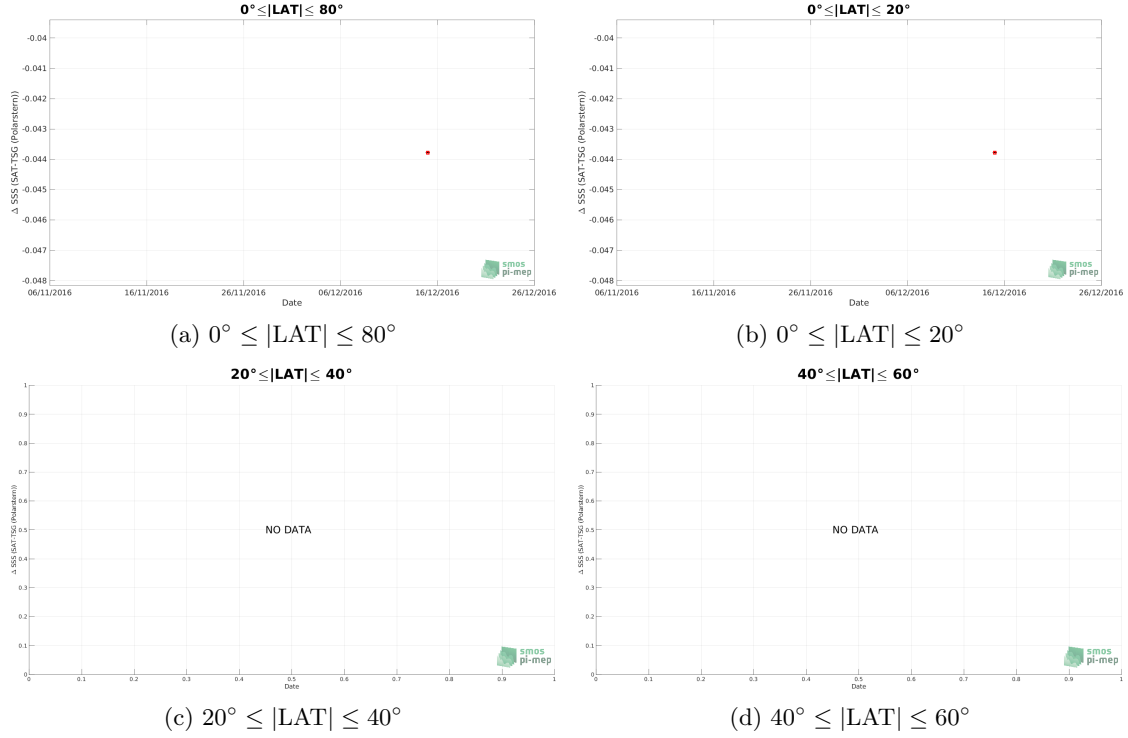 0°≤|LAT|≤ 80°
Δ SSS (SAT-TSG (Polarstern))
-0.04
-0.041
-0.042
-0.043
-0.044
-0.045
-0.046
-0.047
-0.048
06/11/2016 16/11/2016 26/11/2016 06/12/2016 16/12/2016 26/12/2016
Date
smos
pi-mep
(a) 0° ≤ |LAT| ≤ 80°
0°≤|LAT|≤ 20°
Δ SSS (SAT-TSG (Polarstern))
-0.04
-0.041
-0.042
-0.043
-0.044
-0.045
-0.046
-0.047
-0.048
06/11/2016 16/11/2016 26/11/2016 06/12/2016 16/12/2016 26/12/2016
Date
smos
pi-mep
(b) 0° ≤ |LAT| ≤ 20°
20°≤|LAT|≤ 40°
Δ SSS (SAT-TSG (Polarstern))
1
0.9
0.8
0.7
0.6
0.5
0.4
0.3
0.2
0.1
0
NO DATA
0 0.1 0.2 0.3 0.4 0.5 0.6 0.7 0.8 0.9 1
Date
smos
pi-mep
(c) 20° ≤ |LAT| ≤ 40°
40°≤|LAT|≤ 60°
Δ SSS (SAT-TSG (Polarstern))
1
0.9
0.8
0.7
0.6
0.5
0.4
0.3
0.2
0.1
0
NO DATA
0 0.1 0.2 0.3 0.4 0.5 0.6 0.7 0.8 0.9 1
Date
smos
pi-mep
(d) 40° ≤ |LAT| ≤ 60°